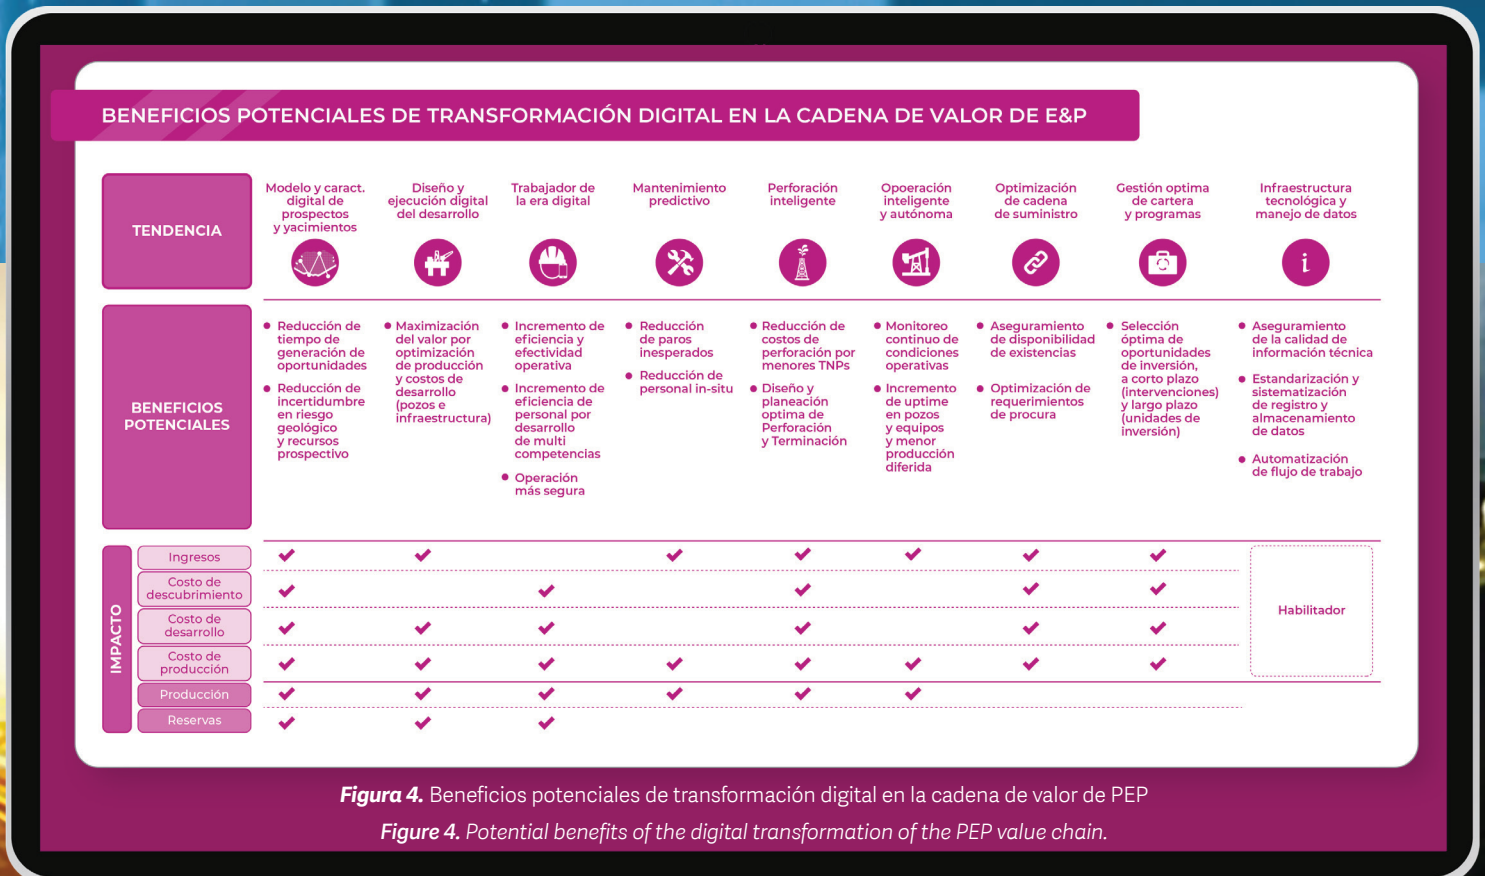 BENEFICIOS POTENCIALES DE TRANSFORMACIÓN DIGITAL EN LA CADENA DE VALOR DE E&P
TENDENCIA
Modelo y caract.
digital de
prospectos
y yacimientos
Diseño y
ejecución digital
del desarrollo
Trabajador de
la era digital
Mantenimiento
predictivo
Perforación
inteligente
Opoeración
inteligente
y autónoma
Optimización
de cadena
de suministro
Gestión optima
de cartera
y programas
Infraestructura
tecnológica y
manejo de datos
i
BENEFICIOS
POTENCIALES
• Reducción de
tiempo de
generación de
oportunidades
• Reducción de
incertidumbre
en riesgo
geológico
y recursos
prospectivo
• Maximización
del valor por
optimización
de producción
y costos de
desarrollo
(pozos e
infraestructura)
• Incremento de
eficiencia y
efectividad
operativa
• Incremento de
eficiencia de
personal por
desarrollo
de multi
competencias
• Operación
más segura
• Reducción
de paros
inesperados
• Reducción de
personal in-situ
• Reducción de
costos de
perforación por
menores TNPs
• Diseño y
planeación
optima de
Perforación
y Terminación
• Monitoreo
continuo de
condiciones
operativas
• Incremento
de uptime
en pozos
y equipos
y menor
producción
diferida
• Aseguramiento
de disponibilidad
de existencias
• Optimización de
requerimientos
de procura
• Selección
óptima de
oportunidades
de inversión,
a corto plazo
(intervenciones)
y largo plazo
(unidades de
inversión)
• Aseguramiento
de la calidad de
información técnica
• Estandarización y
sistematización
de registro y
almacenamiento
de datos
• Automatización
de flujo de trabajo
IMPACTO
Ingresos
Costo de
descubrimiento
Costo de
desarrollo
Costo de
producción
Producción
Reservas
Habilitador
Figura 4. Beneficios potenciales de transformación digital en la cadena de valor de PEP
Figure 4. Potential benefits of the digital transformation of the PEP value chain.